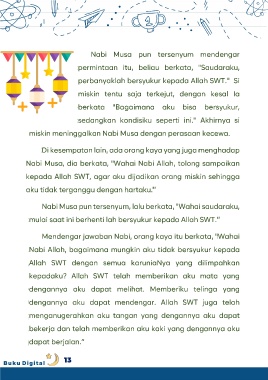 Nabi Musa pun tersenyum mendengar
permintaan itu, beliau berkata, "Saudaraku,
perbanyaklah bersyukur kepada Allah SWT." Si
miskin tentu saja terkejut, dengan kesal ia
berkata "Bagaimana aku bisa bersyukur,
sedangkan kondisiku seperti ini." Akhirnya si
miskin meninggalkan Nabi Musa dengan perasaan kecewa.
Di kesempatan lain, ada orang kaya yang juga menghadap
Nabi Musa, dia berkata, "Wahai Nabi Allah, tolong sampaikan
kepada Allah SWT, agar aku dijadikan orang miskin sehingga
aku tidak terganggu dengan hartaku."
Nabi Musa pun tersenyum, lalu berkata, "Wahai saudaraku,
mulai saat ini berhenti lah bersyukur kepada Allah SWT."
Mendengar jawaban Nabi, orang kaya itu berkata, "Wahai
Nabi Allah, bagaimana mungkin aku tidak bersyukur kepada
Allah SWT dengan semua karuniaNya yang dilimpahkan
kepadaku? Allah SWT telah memberikan aku mata yang
dengannya aku dapat melihat. Memberiku telinga yang
dengannya aku dapat mendengar. Allah SWT juga telah
menganugerahkan aku tangan yang dengannya aku dapat
bekerja dan telah memberikan aku kaki yang dengannya aku
dapat berjalan."
Buku Digital 13